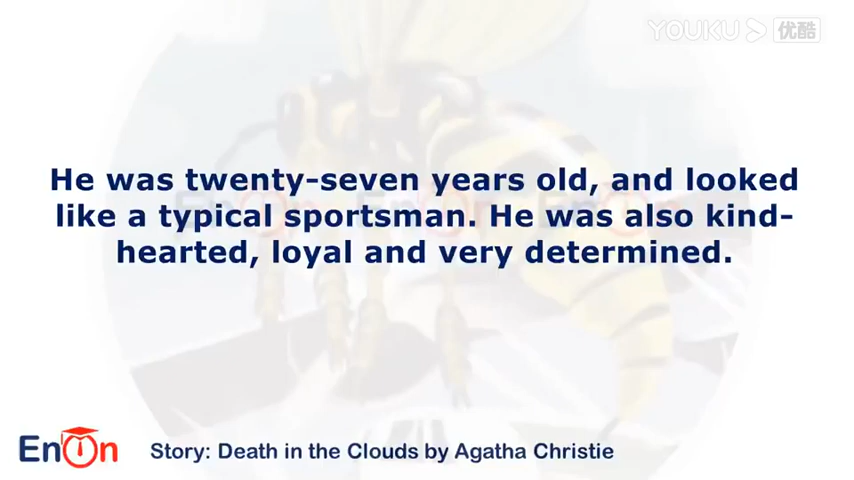 YOUKU 优酷
He was twenty-seven years old, and looked
like a typical sportsman. He was also kind-
hearted, loyal and very determined.
EnOn
Story: Death in the Clouds by Agatha Christie